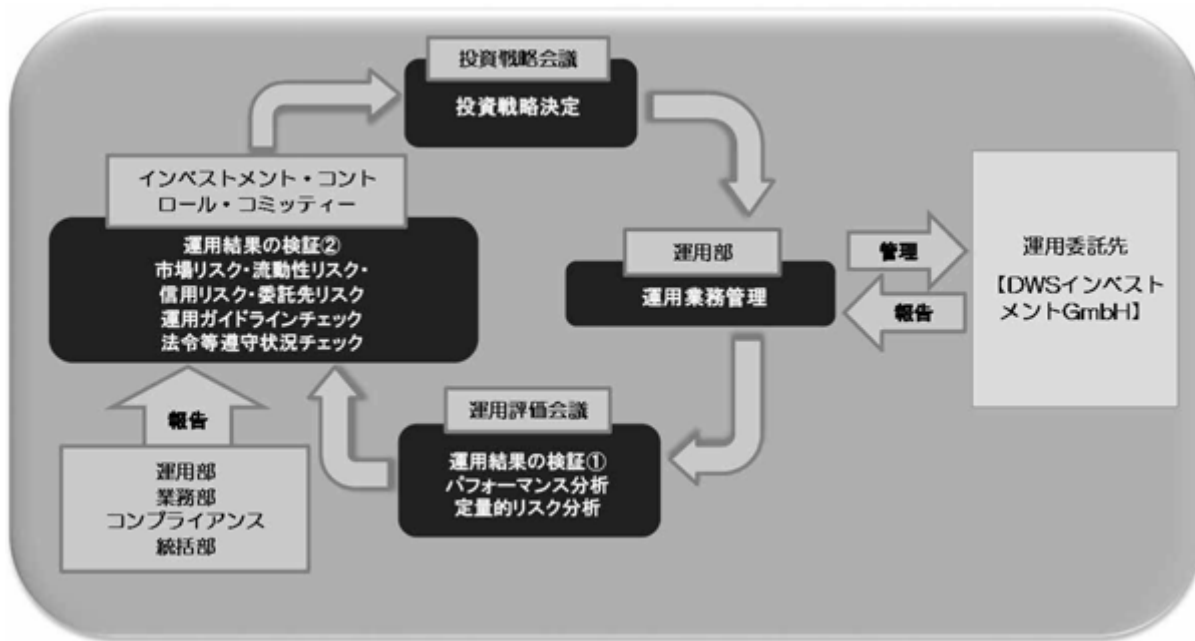 投資戦略会議
投資戦略決定
インベストメント・コント
ロール・コミッティー
運用結果の検証②
市場リスク・流動性リスク・
信用リスク・委託先リスク
運用ガイドラインチェック
法令等遵守状況チェック
運用部
運用業務管理
管理
報告
運用委託先
【DWSインベスト
メントGmbH】
運用評価会議
運用結果の検証①
パフォーマンス分析
定量的リスク分析
報告
運用部
業務部
コンプライアンス
統括部